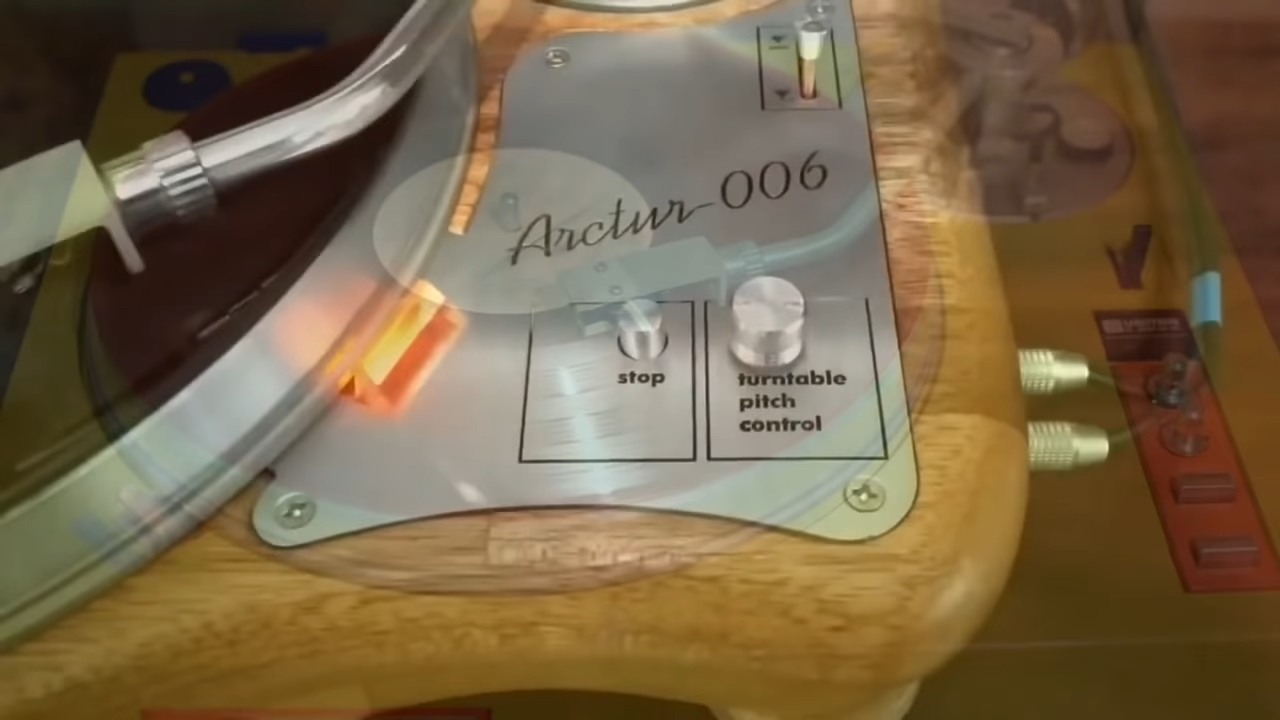 Arctur-006
stop
turntable
pitch
control